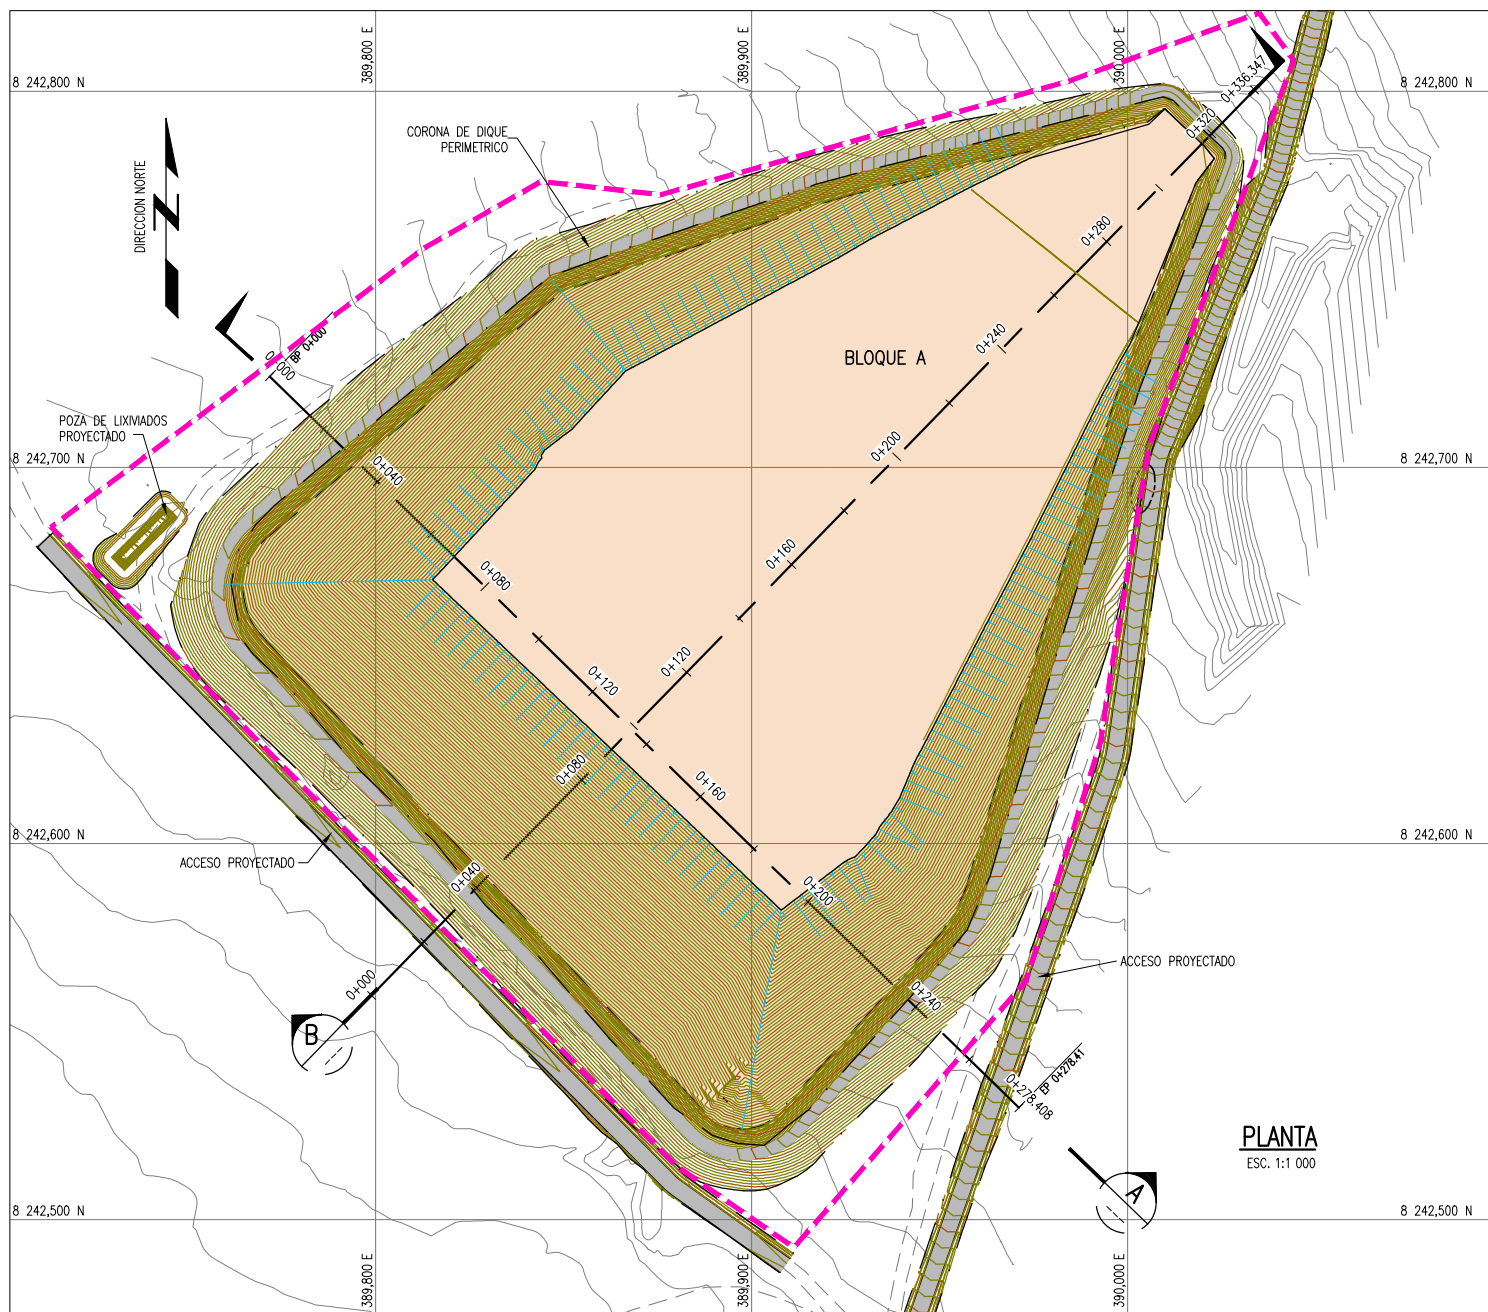 389,800 E
389,900 E
390,000 E
8 242,800 N
8 242,800 N
0+336.347
0+320
CORONA DE DIQUE
PERIMETRICO
DIRECCION NORTE
N
0+280
BP 0+000
0+000
0+240
BLOQUE A
POZA DE LIXIVIADOS
PROYECTADO
0+200
8 242,700 N
8 242,700 N
0+040
0+160
0+080
0+120
0+120
0+080
0+160
8 242,600 N
8 242,600 N
ACCESO PROYECTADO
0+040
0+200
ACCESO PROYECTADO
0+000
0+240
B
EP 0+278.41
0+278.408
PLANTA
ESC. 1:1 000
A
8 242,500 N
8 242,500 N
389,800 E
389,900 E
390,000 E